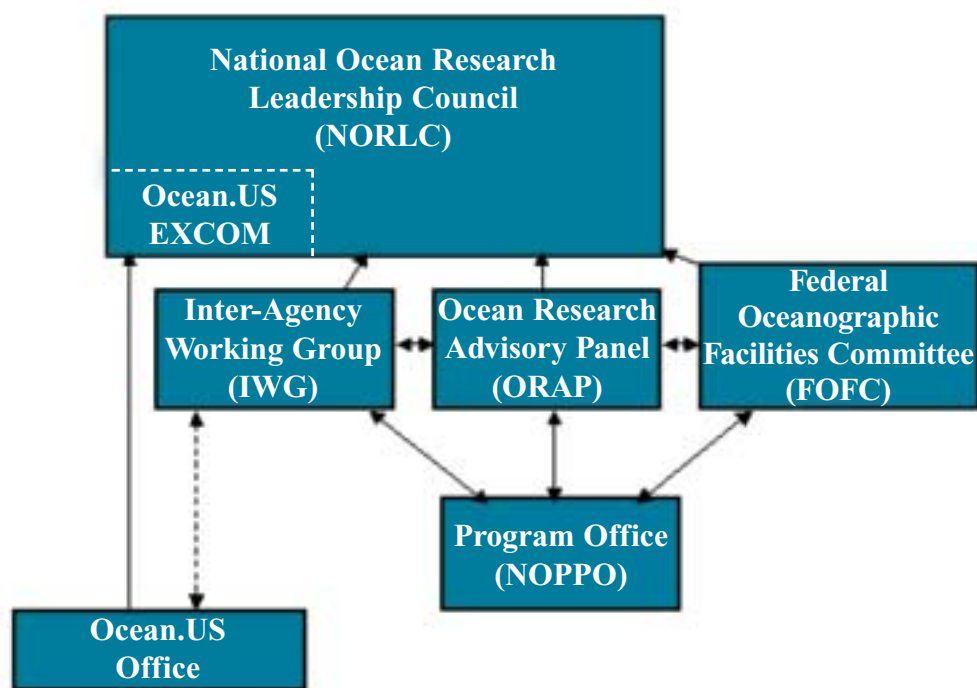 National Ocean Research
Leadership Council
(NORLC)
Ocean.US
EXCOM
Inter-Agency
Working Group
(IWG)
Ocean Research
Advisory Panel
(ORAP)
Federal
Oceanographic
Facilities Committee
(FOFC)
Program Office
(NOPPO)
Ocean.US
Office